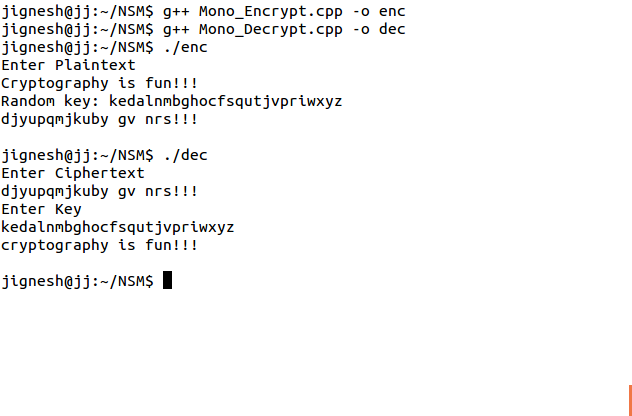 jignesh@jj:~/NSM$ g++ Mono_Encrypt.cpp -o enc
jignesh@jj:~/NSM$ g++ Mono_Decrypt.cpp -o dec
jignesh@jj:~/NSM$ ./enc
Enter Plaintext
Cryptography is fun!!!
Random key: kedalnmbghocfsqutjvpriwxyz
djyupqmjkuby gv nrs!!!
jignesh@jj:~/NSM$ ./dec
Enter Ciphertext
djyupqmjkuby gv nrs!!!
Enter Key
kedalnmbghocfsqutjvpriwxyz
cryptography is fun!!!
jignesh@jj:~/NSM$